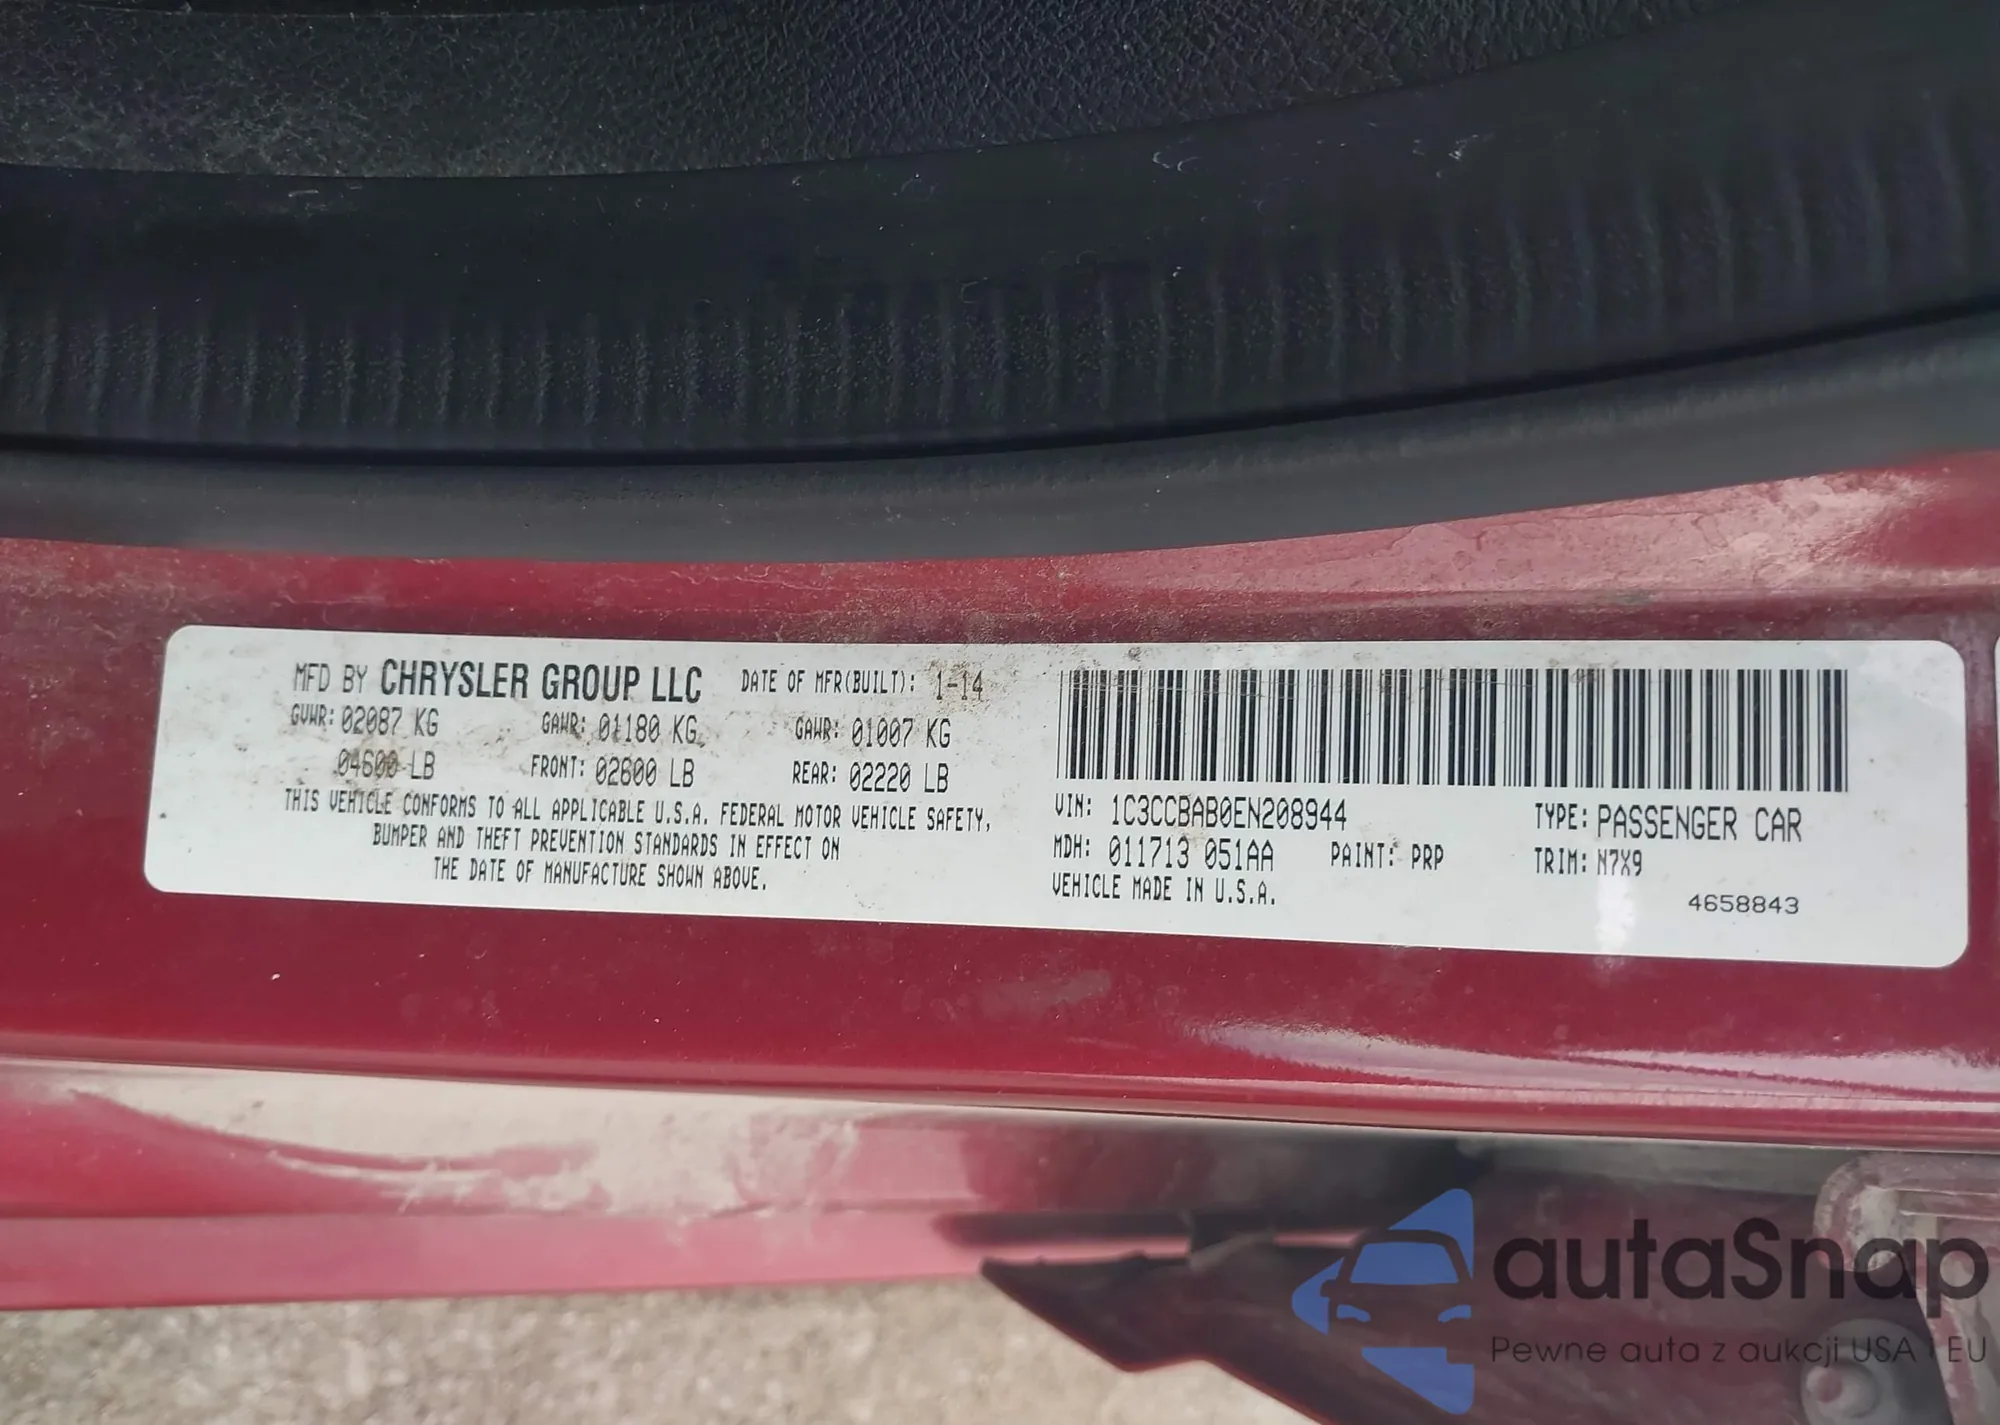 MFD BY CHRYSLER GROUP LLC DATE OF MFR(BUILT): 1-14
GVWR: 02087 KG GAWR: 01180 KG GAWR: 01007 KG
04600 LB FRONT: 02600 LB REAR: 02220 LB
THIS VEHICLE CONFORMS TO ALL APPLICABLE U.S.A. FEDERAL MOTOR VEHICLE SAFETY,
BUMPER AND THEFT PREVENTION STANDARDS IN EFFECT ON
THE DATE OF MANUFACTURE SHOWN ABOVE.
VIN: 1C3CCBAB0EN208944 TYPE: PASSENGER CAR
MDH: 011713 051AA PAINT: PRP TRIM: N7X9
VEHICLE MADE IN U.S.A.
4658843
autaSnap
Pewne auta z aukcji USA i EU